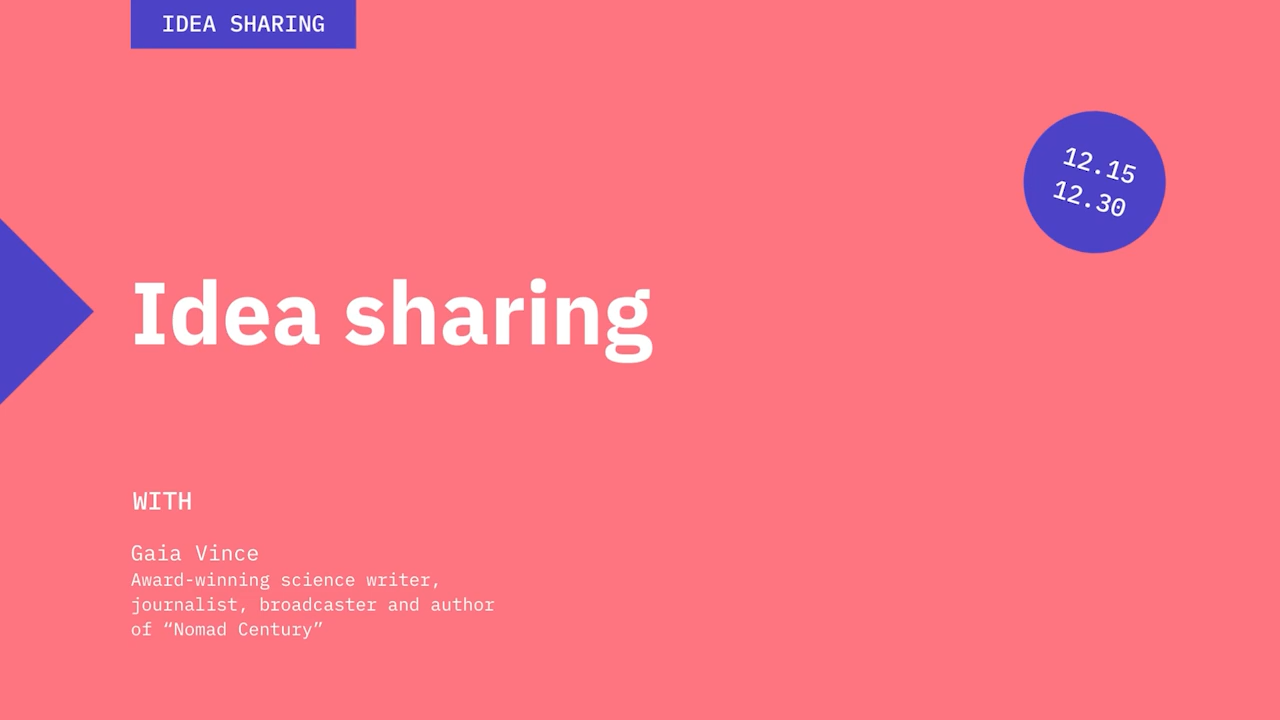 IDEA SHARING
12.15
12.30
Idea sharing
WITH
Gaia Vince
Award-winning science writer,
journalist, broadcaster and author
of “Nomad Century”